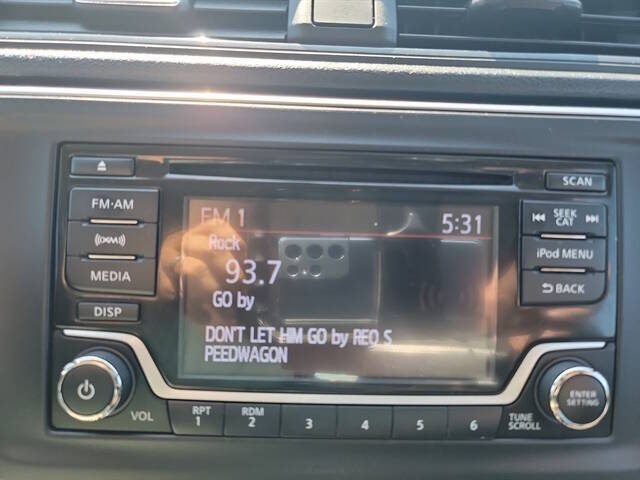 SCAN
FM·AM
SEEK
CAT
(XM)
iPod MENU
MEDIA
BACK
DISP
FM 1
5:31
Rock
93.7
GO by
DON'T LET HIM GO by REO S
PEEDWAGON
VOL
RPT
1
RDM
2
3
4
5
6
TUNE
SCROLL
ENTER
SETTING